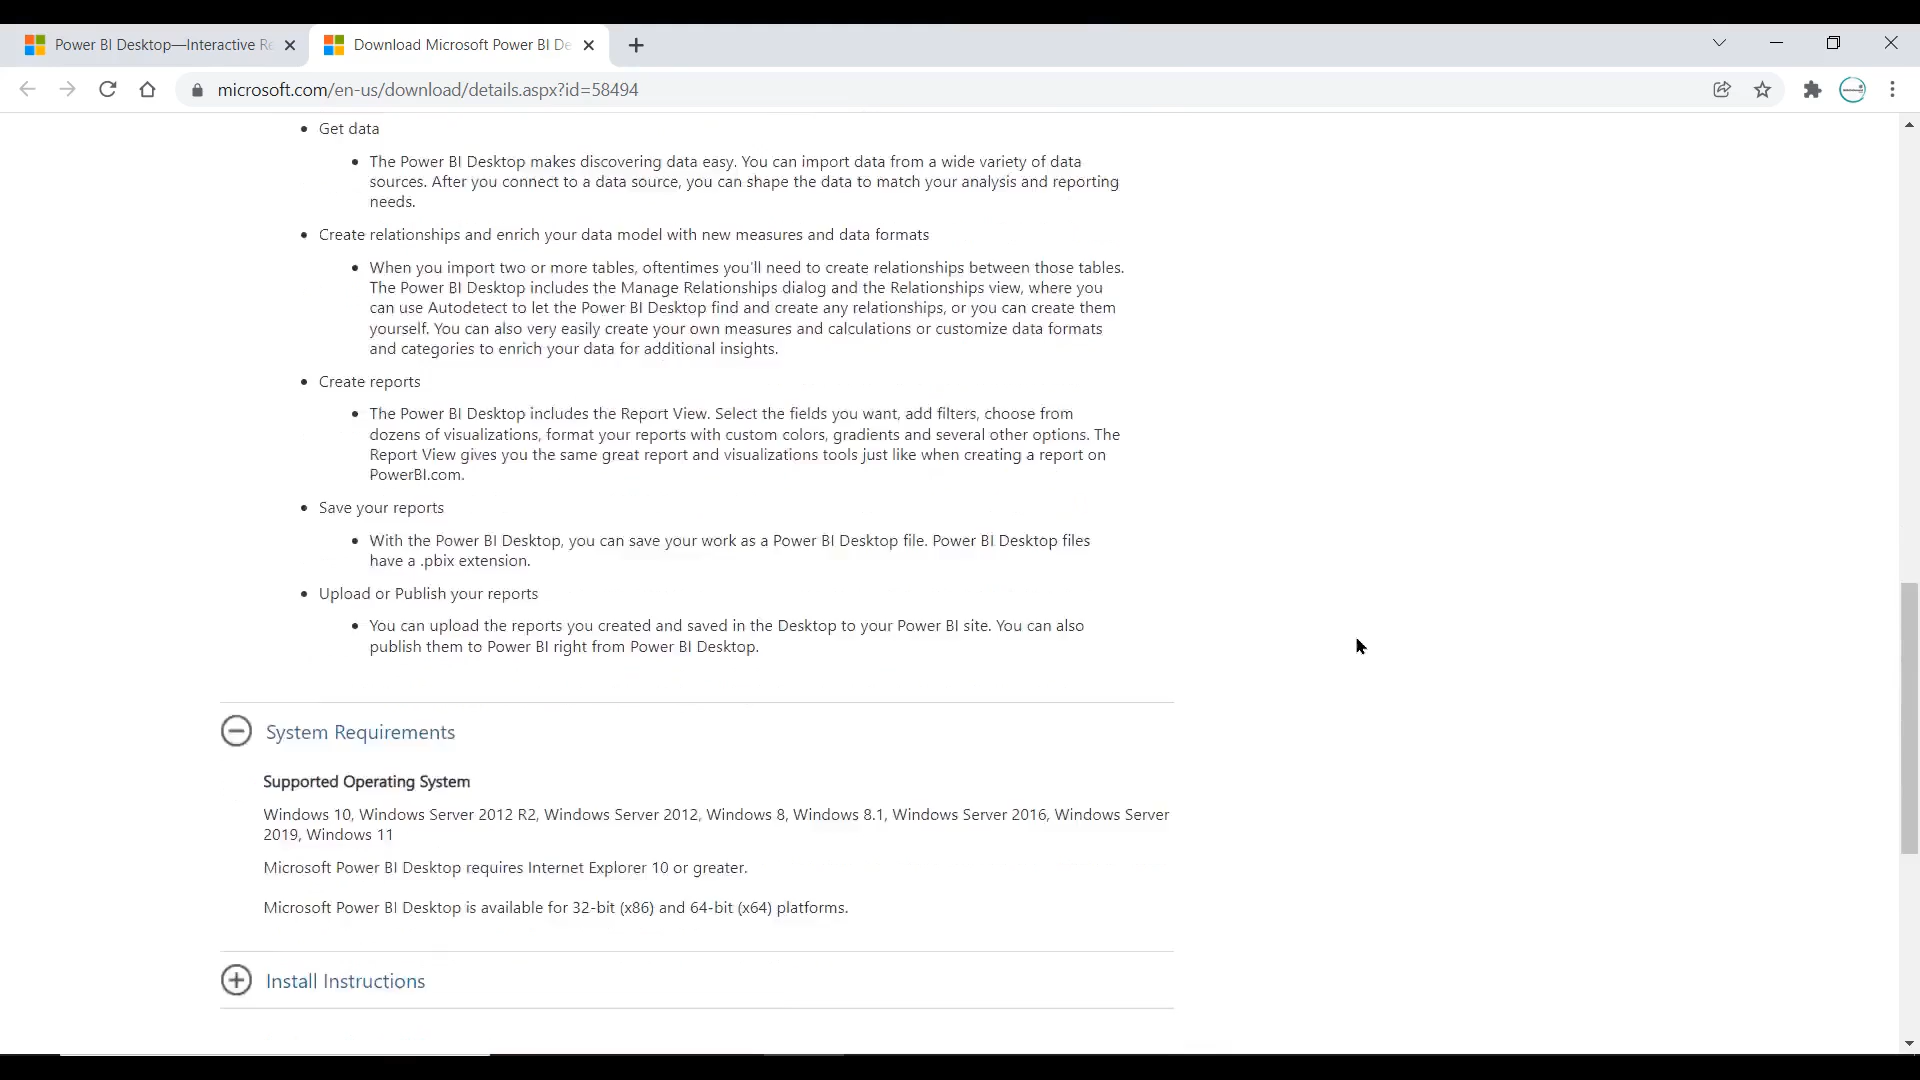 Power BI Desktop—Interactive Re
Download Microsoft Power BI De
microsoft.com/en-us/download/details.aspx?id=58494
Get data
The Power BI Desktop makes discovering data easy. You can import data from a wide variety of data
sources. After you connect to a data source, you can shape the data to match your analysis and reporting
needs.
Create relationships and enrich your data model with new measures and data formats
When you import two or more tables, oftentimes you'll need to create relationships between those tables.
The Power BI Desktop includes the Manage Relationships dialog and the Relationships view, where you
can use Autodetect to let the Power BI Desktop find and create any relationships, or you can create them
yourself. You can also very easily create your own measures and calculations or customize data formats
and categories to enrich your data for additional insights.
Create reports
The Power BI Desktop includes the Report View. Select the fields you want, add filters, choose from
dozens of visualizations, format your reports with custom colors, gradients and several other options. The
Report View gives you the same great report and visualizations tools just like when creating a report on
PowerBI.com.
Save your reports
With the Power BI Desktop, you can save your work as a Power BI Desktop file. Power BI Desktop files
have a .pbix extension.
Upload or Publish your reports
You can upload the reports you created and saved in the Desktop to your Power BI site. You can also
publish them to Power BI right from Power BI Desktop.
System Requirements
Supported Operating System
Windows 10, Windows Server 2012 R2, Windows Server 2012, Windows 8, Windows 8.1, Windows Server 2016, Windows Server
2019, Windows 11
Microsoft Power BI Desktop requires Internet Explorer 10 or greater.
Microsoft Power BI Desktop is available for 32-bit (x86) and 64-bit (x64) platforms.
Install Instructions